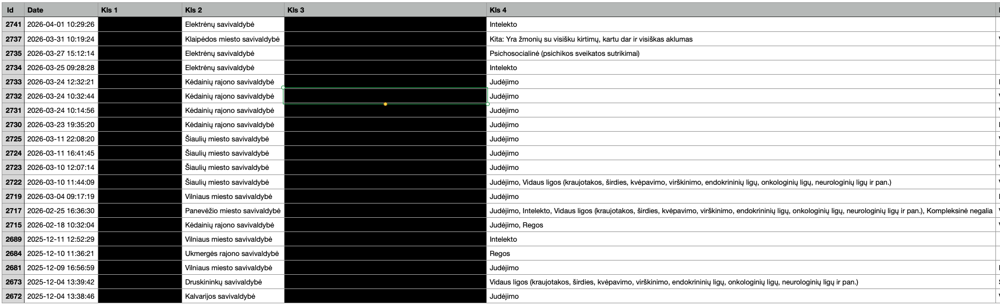 Id Date Kls 1 Kls 2 Kls 3 Kls 4
2741 2026-04-01 10:29:26 Elektrėnų savivaldybė Intelekto
2737 2026-03-31 10:19:24 Klaipėdos miesto savivaldybė Kita: Yra žmonių su visišku kirtimų, kartu dar ir visiškas aklumas
2735 2026-03-27 15:12:14 Elektrėnų savivaldybė Psichosocialinė (psichikos sveikatos sutrikimai)
2734 2026-03-25 09:28:28 Elektrėnų savivaldybė Intelekto
2733 2026-03-24 12:32:21 Kėdainių rajono savivaldybė Judėjimo
2732 2026-03-24 10:32:44 Kėdainių rajono savivaldybė Judėjimo
2731 2026-03-24 10:14:56 Kėdainių rajono savivaldybė Judėjimo
2730 2026-03-23 19:35:20 Kėdainių rajono savivaldybė Judėjimo
2725 2026-03-11 22:08:20 Šiaulių miesto savivaldybė Judėjimo
2724 2026-03-11 16:41:45 Šiaulių miesto savivaldybė Judėjimo
2723 2026-03-10 12:07:14 Šiaulių miesto savivaldybė Judėjimo
2722 2026-03-10 11:44:09 Šiaulių miesto savivaldybė Judėjimo, Vidaus ligos (kraujotakos, širdies, kvėpavimo, virškinimo, endokrininių ligų, onkologinių ligų, neurologinių ligų ir pan.)
2719 2026-03-04 09:17:19 Vilniaus miesto savivaldybė Judėjimo
2717 2026-02-25 16:36:30 Panevėžio miesto savivaldybė Judėjimo, Intelekto, Vidaus ligos (kraujotakos, širdies, kvėpavimo, virškinimo, endokrininių ligų, onkologinių ligų, neurologinių ligų ir pan.), Kompleksinė negalia
2715 2026-02-18 10:32:04 Kėdainių rajono savivaldybė Judėjimo, Regos
2689 2025-12-11 12:52:29 Vilniaus miesto savivaldybė Intelekto
2684 2025-12-10 11:36:21 Ukmergės rajono savivaldybė Regos
2681 2025-12-09 16:56:59 Vilniaus miesto savivaldybė Judėjimo
2673 2025-12-04 13:39:42 Druskininkų savivaldybė Vidaus ligos (kraujotakos, širdies, kvėpavimo, virškinimo, endokrininių ligų, onkologinių ligų, neurologinių ligų ir pan.)
2672 2025-12-04 13:38:46 Kalvarijos savivaldybė Judėjimo